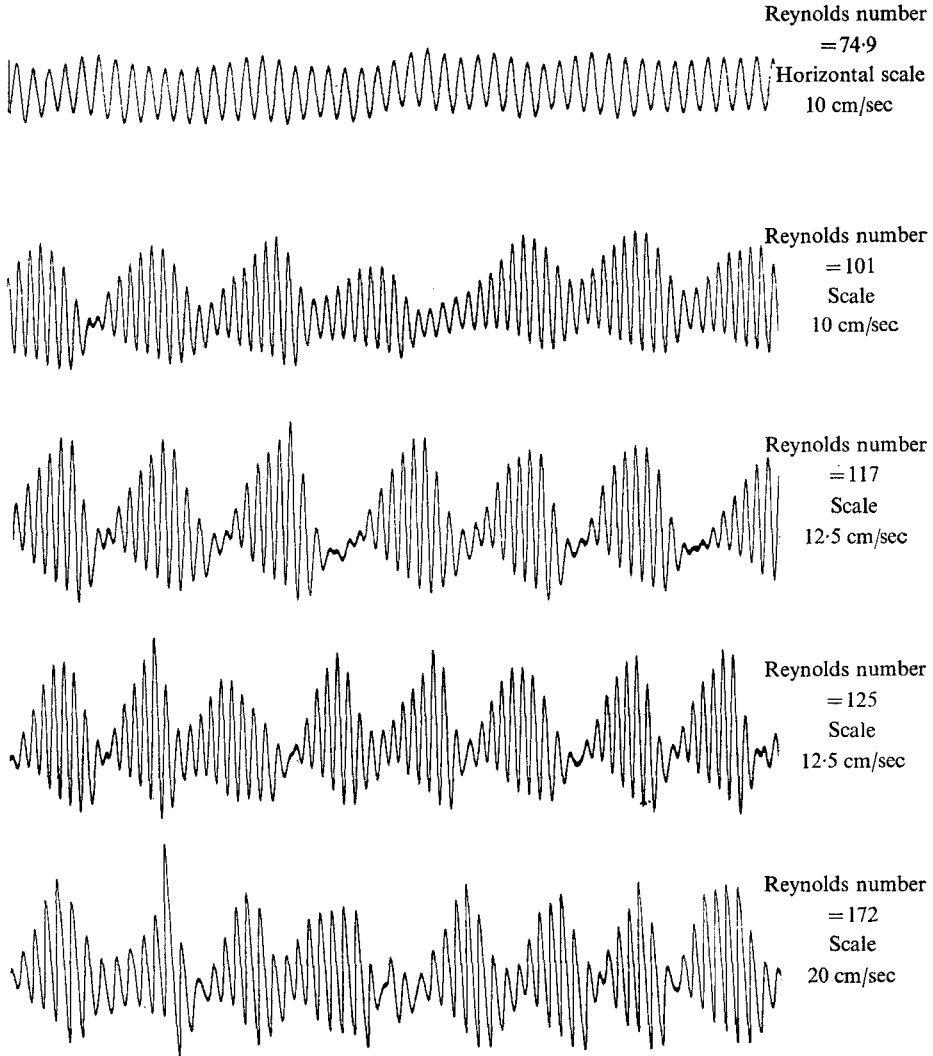 Reynolds number
=74·9
Horizontal scale
10 cm/sec
Reynolds number
=101
Scale
10 cm/sec
Reynolds number
=117
Scale
12·5 cm/sec
Reynolds number
=125
Scale
12·5 cm/sec
Reynolds number
=172
Scale
20 cm/sec